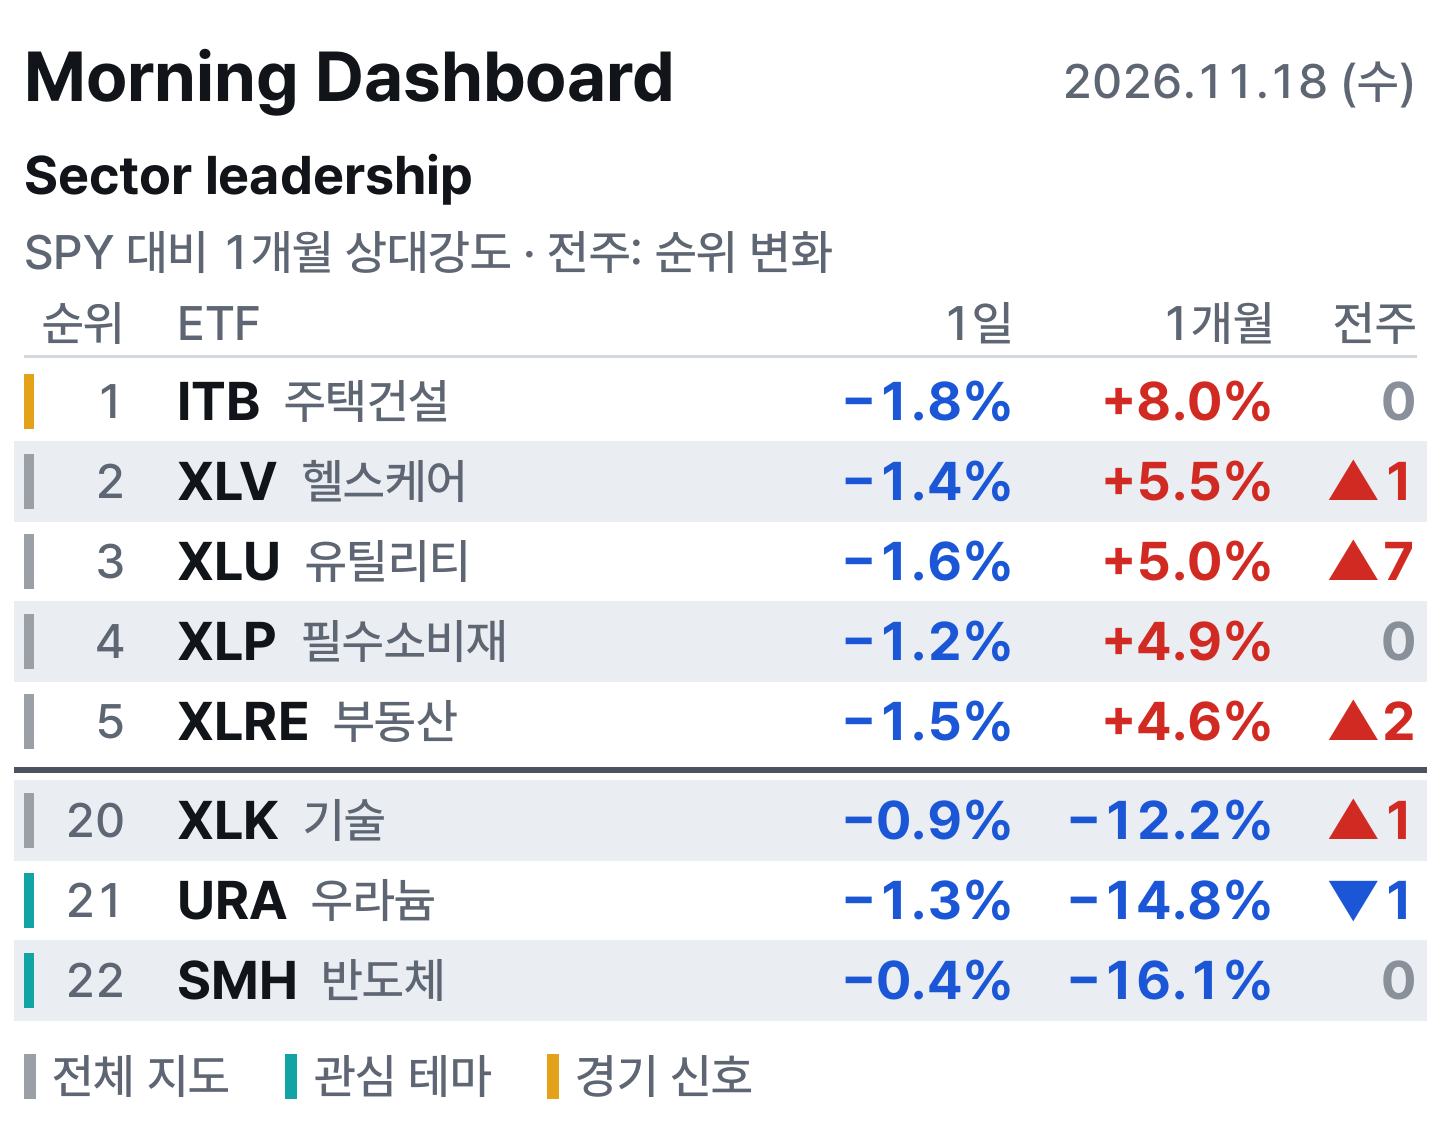 Morning Dashboard 2026.11.18 (수)
Sector leadership
SPY 대비 1개월 상대강도 · 전주: 순위 변화
순위 ETF 1일 1개월 전주
1 ITB 주택건설 −1.8% +8.0% 0
2 XLV 헬스케어 −1.4% +5.5% ▲1
3 XLU 유틸리티 −1.6% +5.0% ▲7
4 XLP 필수소비재 −1.2% +4.9% 0
5 XLRE 부동산 −1.5% +4.6% ▲2
20 XLK 기술 −0.9% −12.2% ▲1
21 URA 우라늄 −1.3% −14.8% ▼1
22 SMH 반도체 −0.4% −16.1% 0
전체 지도 관심 테마 경기 신호